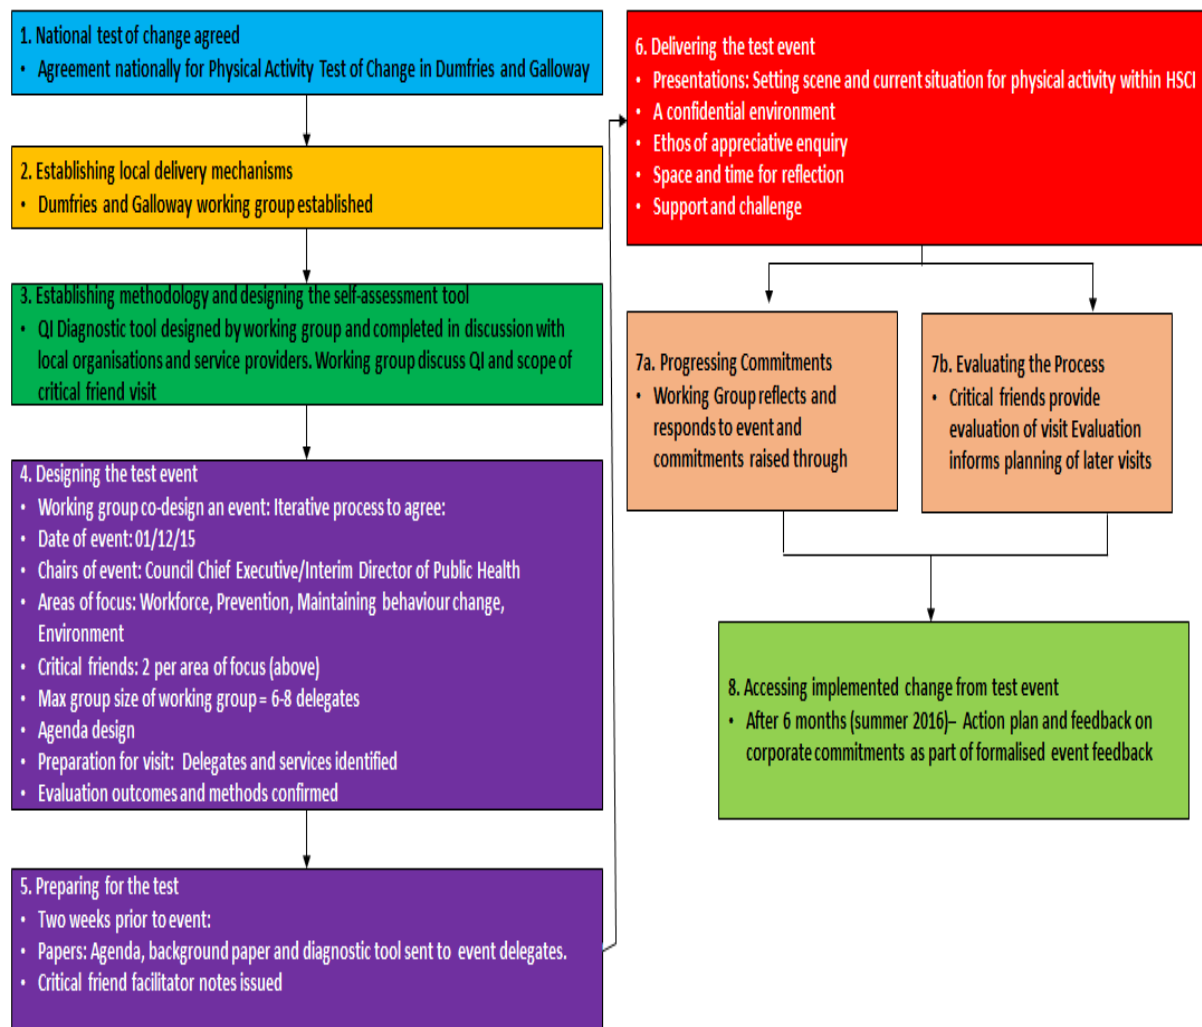 1. National test of change agreed
• Agreement nationally for Physical Activity Test of Change in Dumfries and Galloway
2. Establishing local delivery mechanisms
• Dumfries and Galloway working group established
3. Establishing methodology and designing the self-assessment tool
• QI Diagnostic tool designed by working group and completed in discussion with
local organisations and service providers. Working group discuss QI and scope of
critical friend visit
4. Designing the test event
• Working group co-design an event: Iterative process to agree:
• Date of event: 01/12/15
• Chairs of event: Council Chief Executive/Interim Director of Public Health
• Areas of focus: Workforce, Prevention, Maintaining behaviour change,
Environment
• Critical friends: 2 per area of focus (above)
• Max group size of working group = 6-8 delegates
• Agenda design
• Preparation for visit: Delegates and services identified
• Evaluation outcomes and methods confirmed
5. Preparing for the test
• Two weeks prior to event:
• Papers: Agenda, background paper and diagnostic tool sent to event delegates.
• Critical friend facilitator notes issued
6. Delivering the test event
• Presentations: Setting scene and current situation for physical activity within HSCI
• A confidential environment
• Ethos of appreciative enquiry
• Space and time for reflection
• Support and challenge
7a. Progressing Commitments
• Working Group reflects and
responds to event and
commitments raised through
7b. Evaluating the Process
• Critical friends provide
evaluation of visit Evaluation
informs planning of later visits
8. Accessing implemented change from test event
• After 6 months (summer 2016)– Action plan and feedback on
corporate commitments as part of formalised event feedback